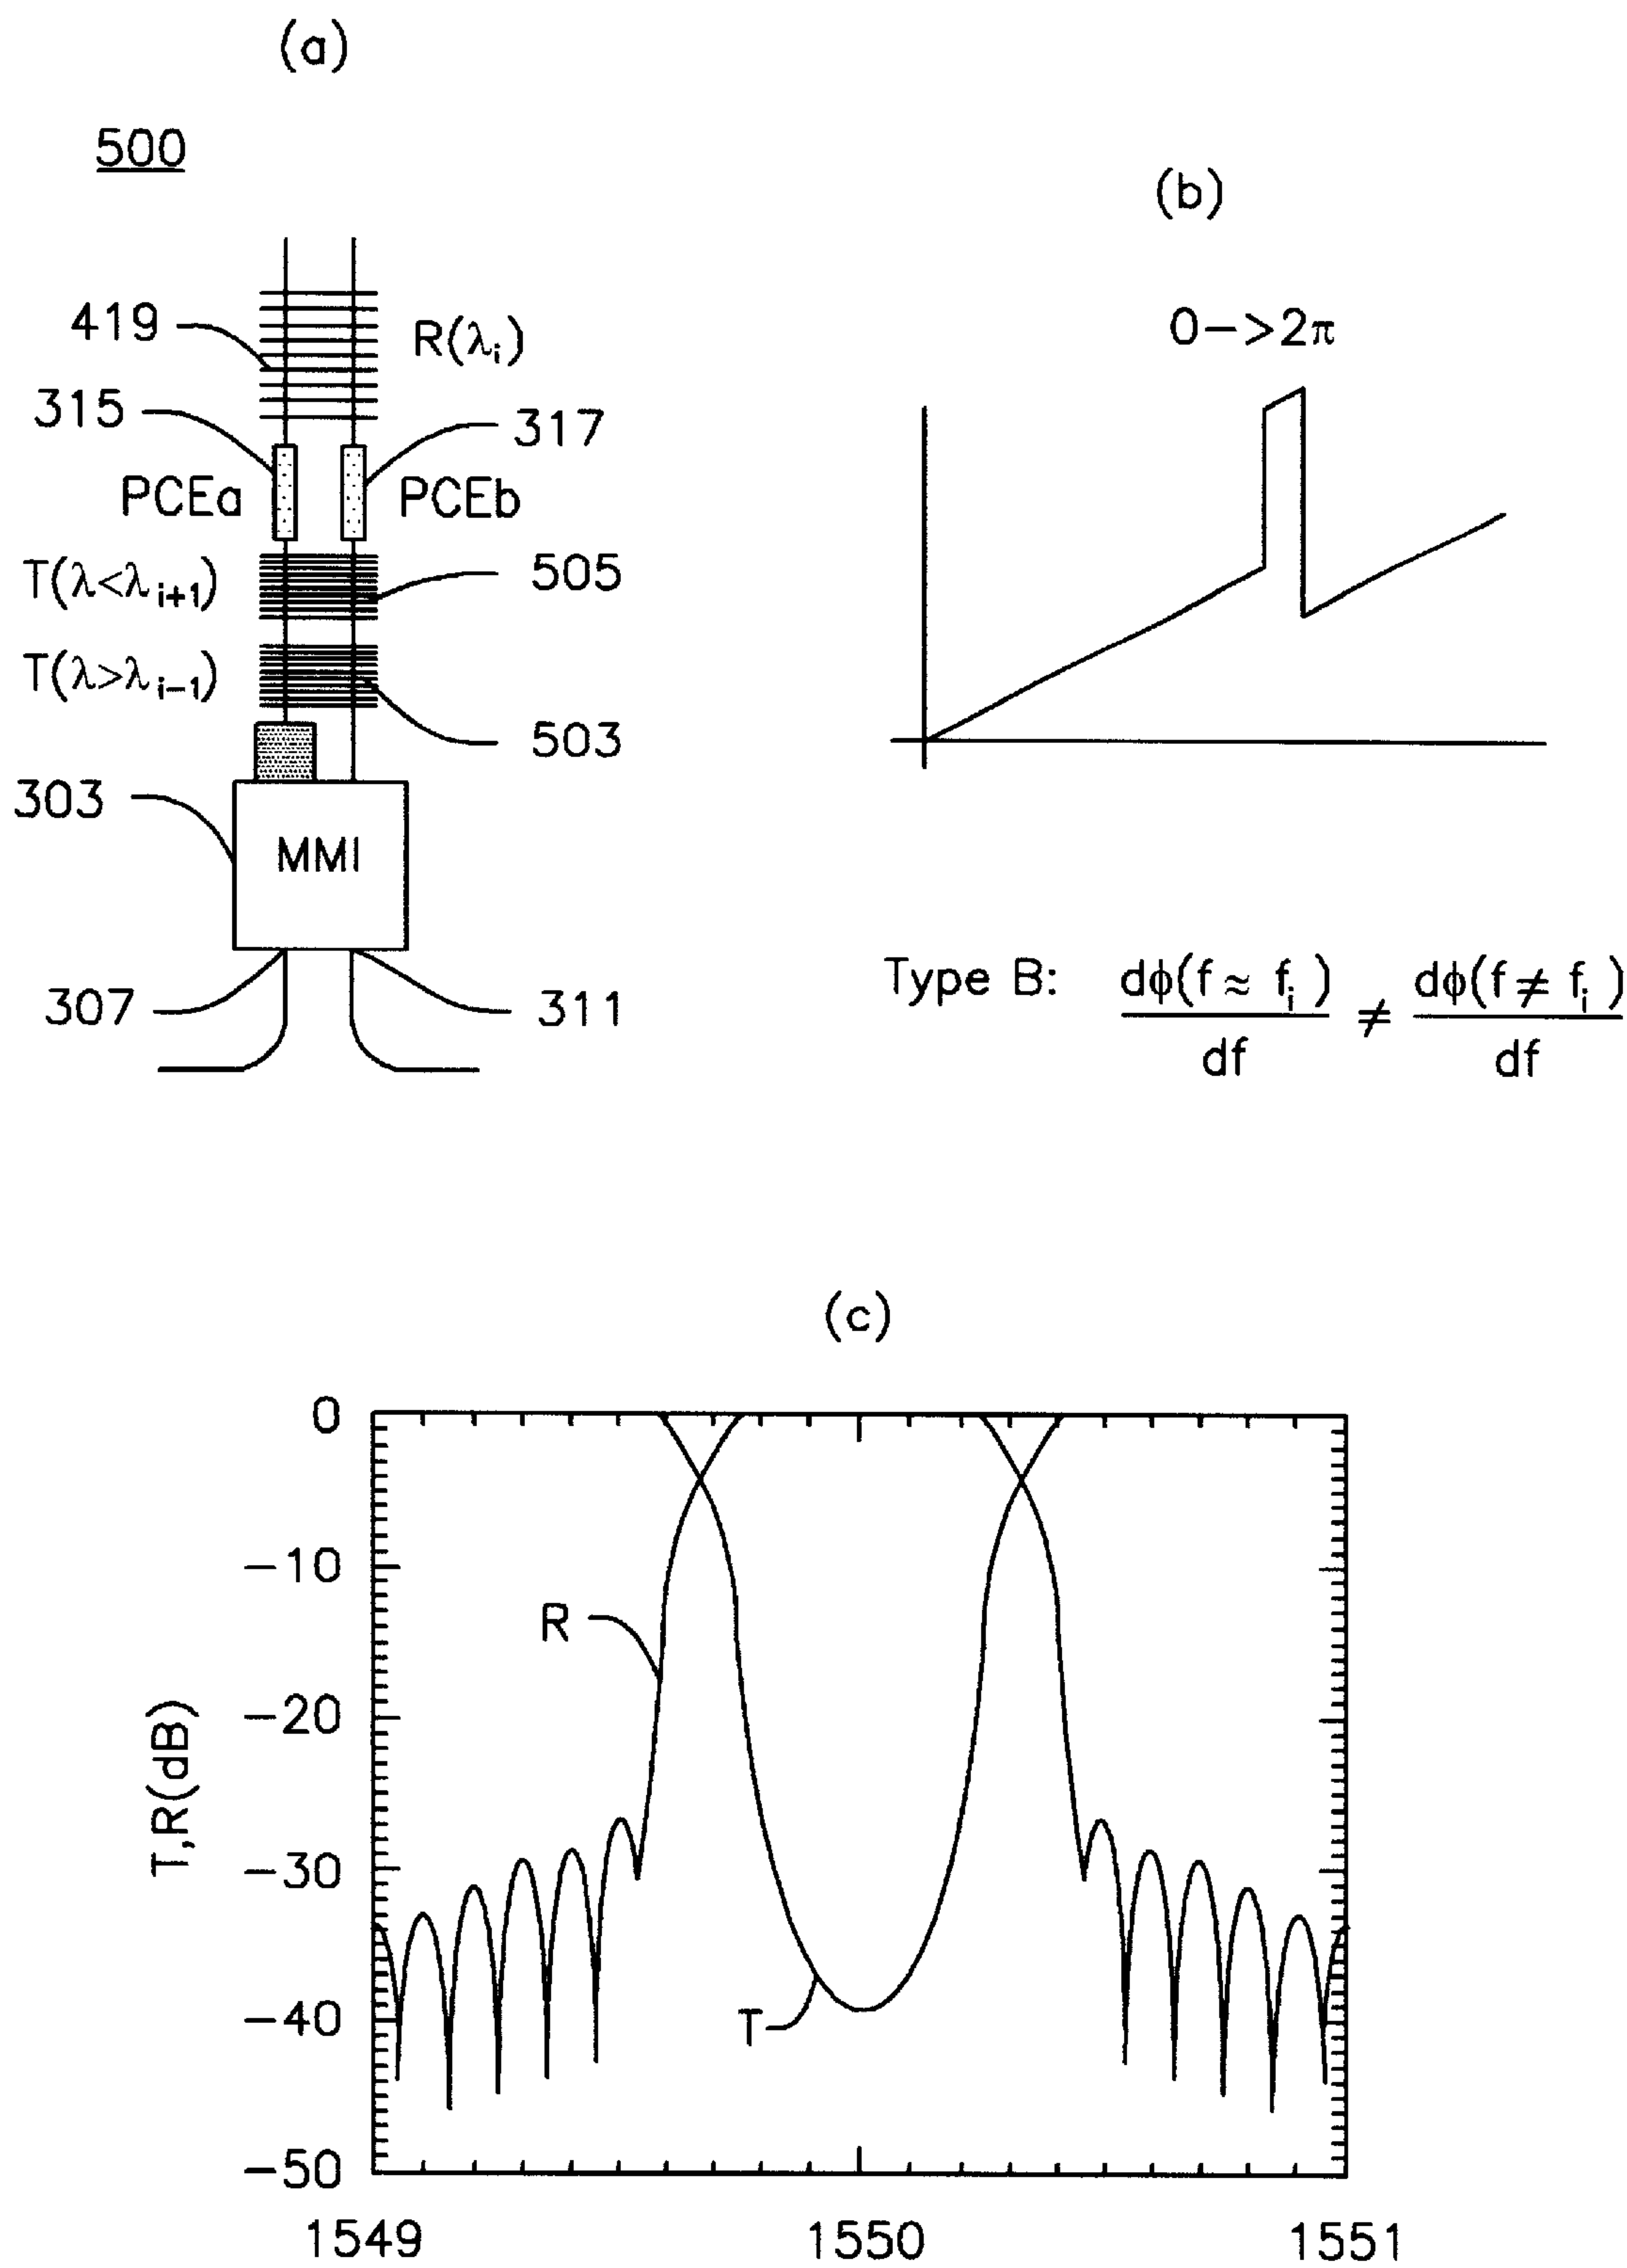 (a)
500
(b)
419
R(λi)
0->2π
315
317
PCEa
PCEb
T(λ<λi+1)
505
T(λ>λi-1)
503
303
MMI
307
311
Type B: dφ(f≈fi)/df ≠ dφ(f≠fi)/df
(c)
0
-10
R
-20
T,R(dB)
-30
-40
T
-50
1549
1550
1551